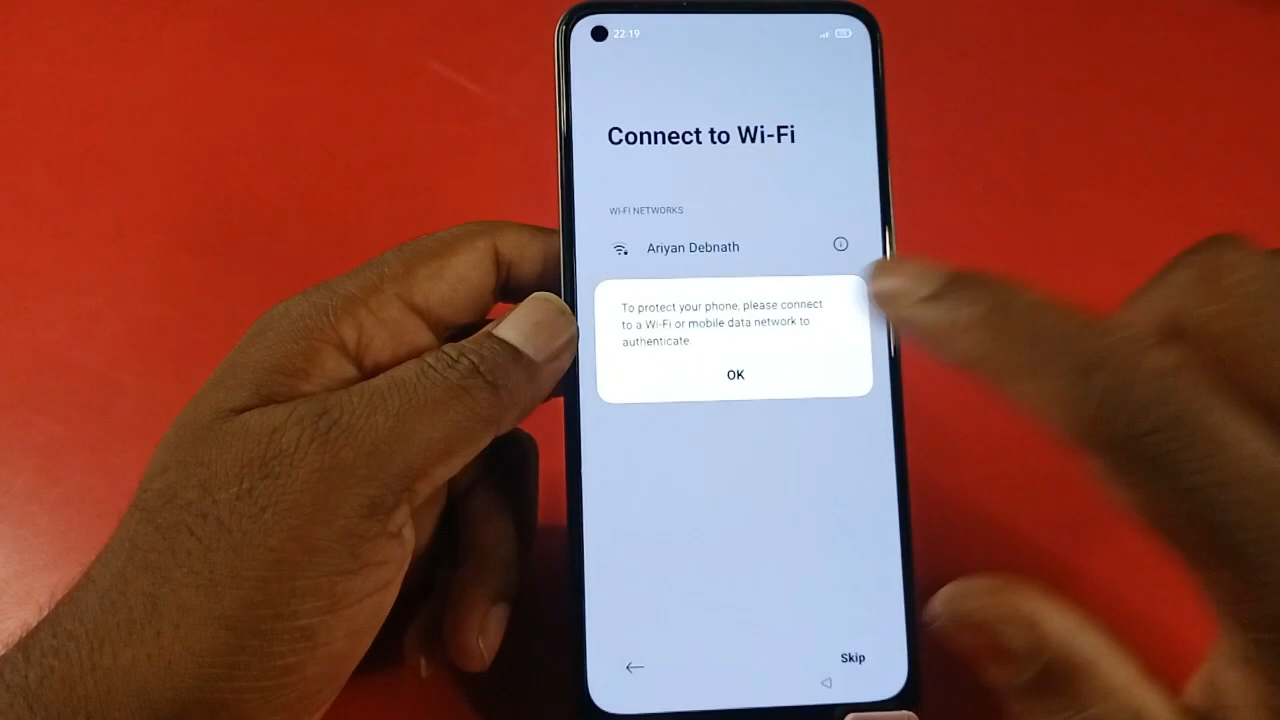 22:19
Connect to Wi-Fi
WI-FI NETWORKS
Ariyan Debnath
To protect your phone, please connect
to a Wi-Fi or mobile data network to
authenticate
OK
Skip